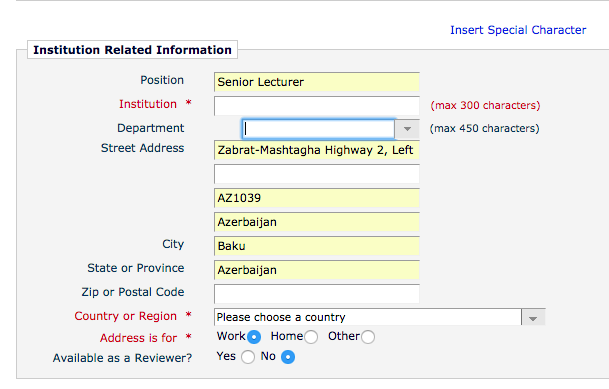 Insert Special Character
Institution Related Information
Position Senior Lecturer
Institution * (max 300 characters)
Department (max 450 characters)
Street Address Zabrat-Mashtagha Highway 2, Left
AZ1039
Azerbaijan
City Baku
State or Province Azerbaijan
Zip or Postal Code
Country or Region * Please choose a country
Address is for * Work Home Other
Available as a Reviewer? Yes No